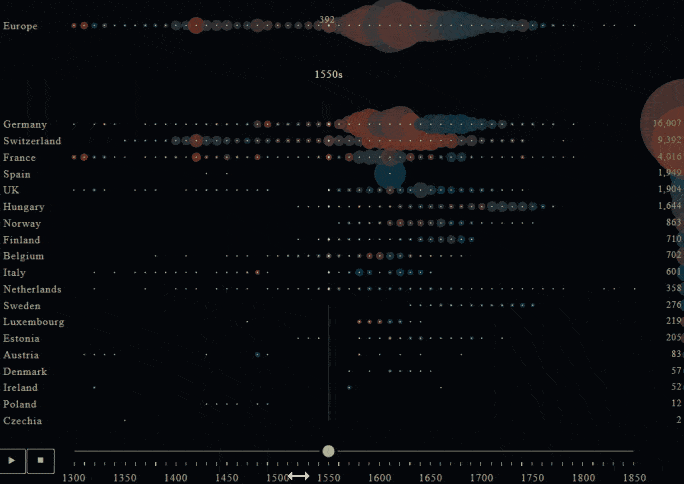 392
Europe
1550s
Germany 16,007
Switzerland 9,392
France 4,016
Spain 1,949
UK 1,904
Hungary 1,644
Norway 863
Finland 710
Belgium 702
Italy 601
Netherlands 358
Sweden 276
Luxembourg 219
Estonia 205
Austria 83
Denmark 57
Ireland 52
Poland 12
Czechia 2
1300 1350 1400 1450 1500 1550 1600 1650 1700 1750 1800 1850